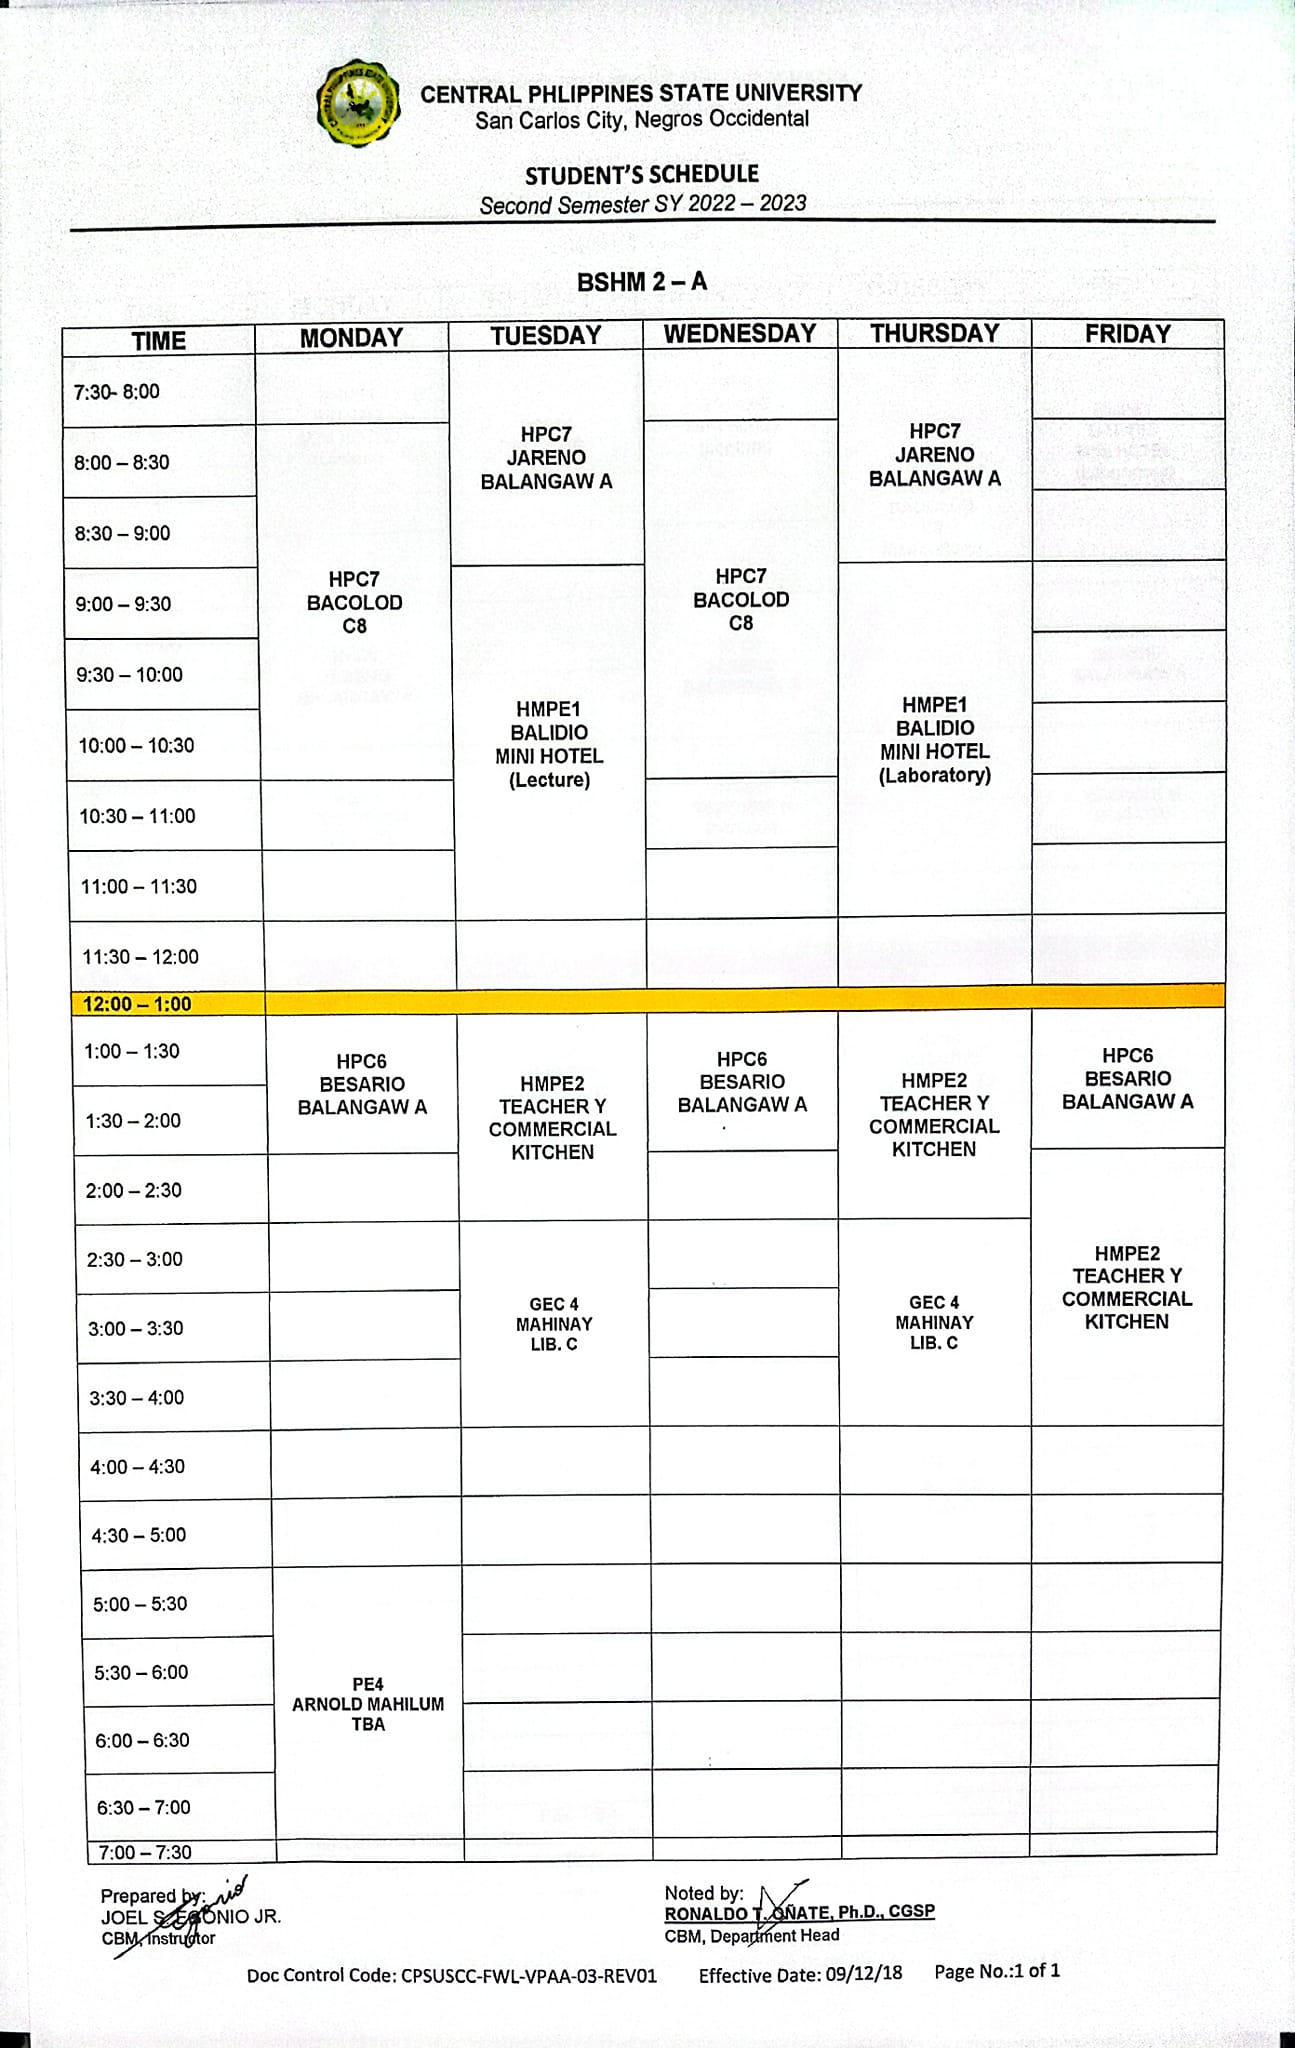 CENTRAL PHLIPPINES STATE UNIVERSITY
San Carlos City, Negros Occidental
STUDENT'S SCHEDULE
Second Semester SY 2022 – 2023
BSHM 2 – A
TIME MONDAY TUESDAY WEDNESDAY THURSDAY FRIDAY
7:30- 8:00
8:00 – 8:30
8:30 – 9:00
9:00 – 9:30
9:30 – 10:00
10:00 – 10:30
10:30 – 11:00
11:00 – 11:30
11:30 – 12:00
HPC7
BACOLOD
C8
HPC7
JARENO
BALANGAW A
HMPE1
BALIDIO
MINI HOTEL
(Lecture)
HPC7
BACOLOD
C8
HPC7
JARENO
BALANGAW A
HMPE1
BALIDIO
MINI HOTEL
(Laboratory)
12:00 – 1:00
1:00 – 1:30
1:30 – 2:00
2:00 – 2:30
2:30 – 3:00
3:00 – 3:30
3:30 – 4:00
4:00 – 4:30
4:30 – 5:00
5:00 – 5:30
5:30 – 6:00
6:00 – 6:30
6:30 – 7:00
7:00 – 7:30
HPC6
BESARIO
BALANGAW A
PE4
ARNOLD MAHILUM
TBA
HMPE2
TEACHER Y
COMMERCIAL
KITCHEN
GEC 4
MAHINAY
LIB. C
HPC6
BESARIO
BALANGAW A
HMPE2
TEACHER Y
COMMERCIAL
KITCHEN
GEC 4
MAHINAY
LIB. C
HPC6
BESARIO
BALANGAW A
HMPE2
TEACHER Y
COMMERCIAL
KITCHEN
Prepared by:
JOEL S. EGONIO JR.
CBM, Instructor
Noted by:
RONALDO T. OÑATE, Ph.D., CGSP
CBM, Department Head
Doc Control Code: CPSUSCC-FWL-VPAA-03-REV01 Effective Date: 09/12/18 Page No.:1 of 1